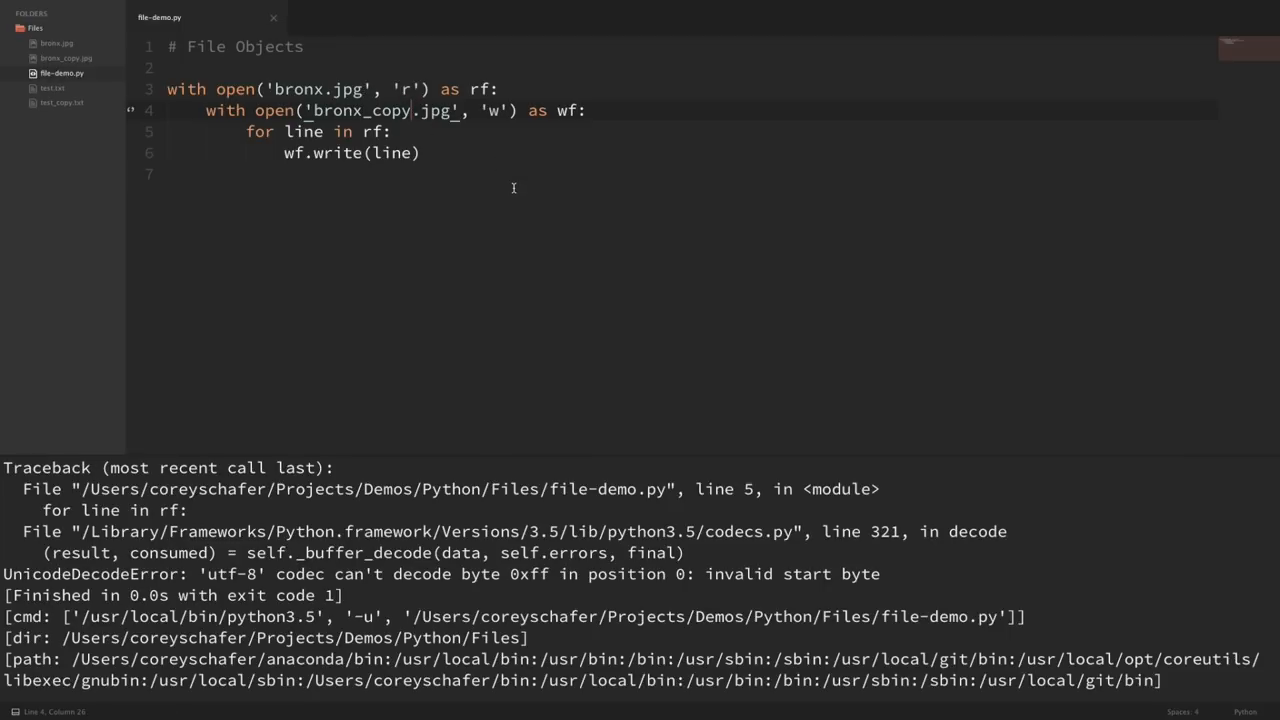 FOLDERS
Files
bronx.jpg
bronx_copy.jpg
file-demo.py
test.txt
test_copy.txt
file-demo.py ×
1 # File Objects
2
3 with open('bronx.jpg', 'r') as rf:
4 with open('bronx_copy.jpg', 'w') as wf:
5 for line in rf:
6 wf.write(line)
7
Traceback (most recent call last):
File "/Users/coreyschafer/Projects/Demos/Python/Files/file-demo.py", line 5, in <module>
for line in rf:
File "/Library/Frameworks/Python.framework/Versions/3.5/lib/python3.5/codecs.py", line 321, in decode
(result, consumed) = self._buffer_decode(data, self.errors, final)
UnicodeDecodeError: 'utf-8' codec can't decode byte 0xff in position 0: invalid start byte
[Finished in 0.0s with exit code 1]
[cmd: ['/usr/local/bin/python3.5', '-u', '/Users/coreyschafer/Projects/Demos/Python/Files/file-demo.py']]
[dir: /Users/coreyschafer/Projects/Demos/Python/Files]
[path: /Users/coreyschafer/anaconda/bin:/usr/local/bin:/usr/bin:/bin:/usr/sbin:/sbin:/usr/local/git/bin:/usr/local/opt/coreutils/
libexec/gnubin:/usr/local/sbin:/Users/coreyschafer/bin:/usr/local/bin:/usr/bin:/bin:/usr/sbin:/sbin:/usr/local/git/bin]
Line 4, Column 26
Spaces: 4
Python